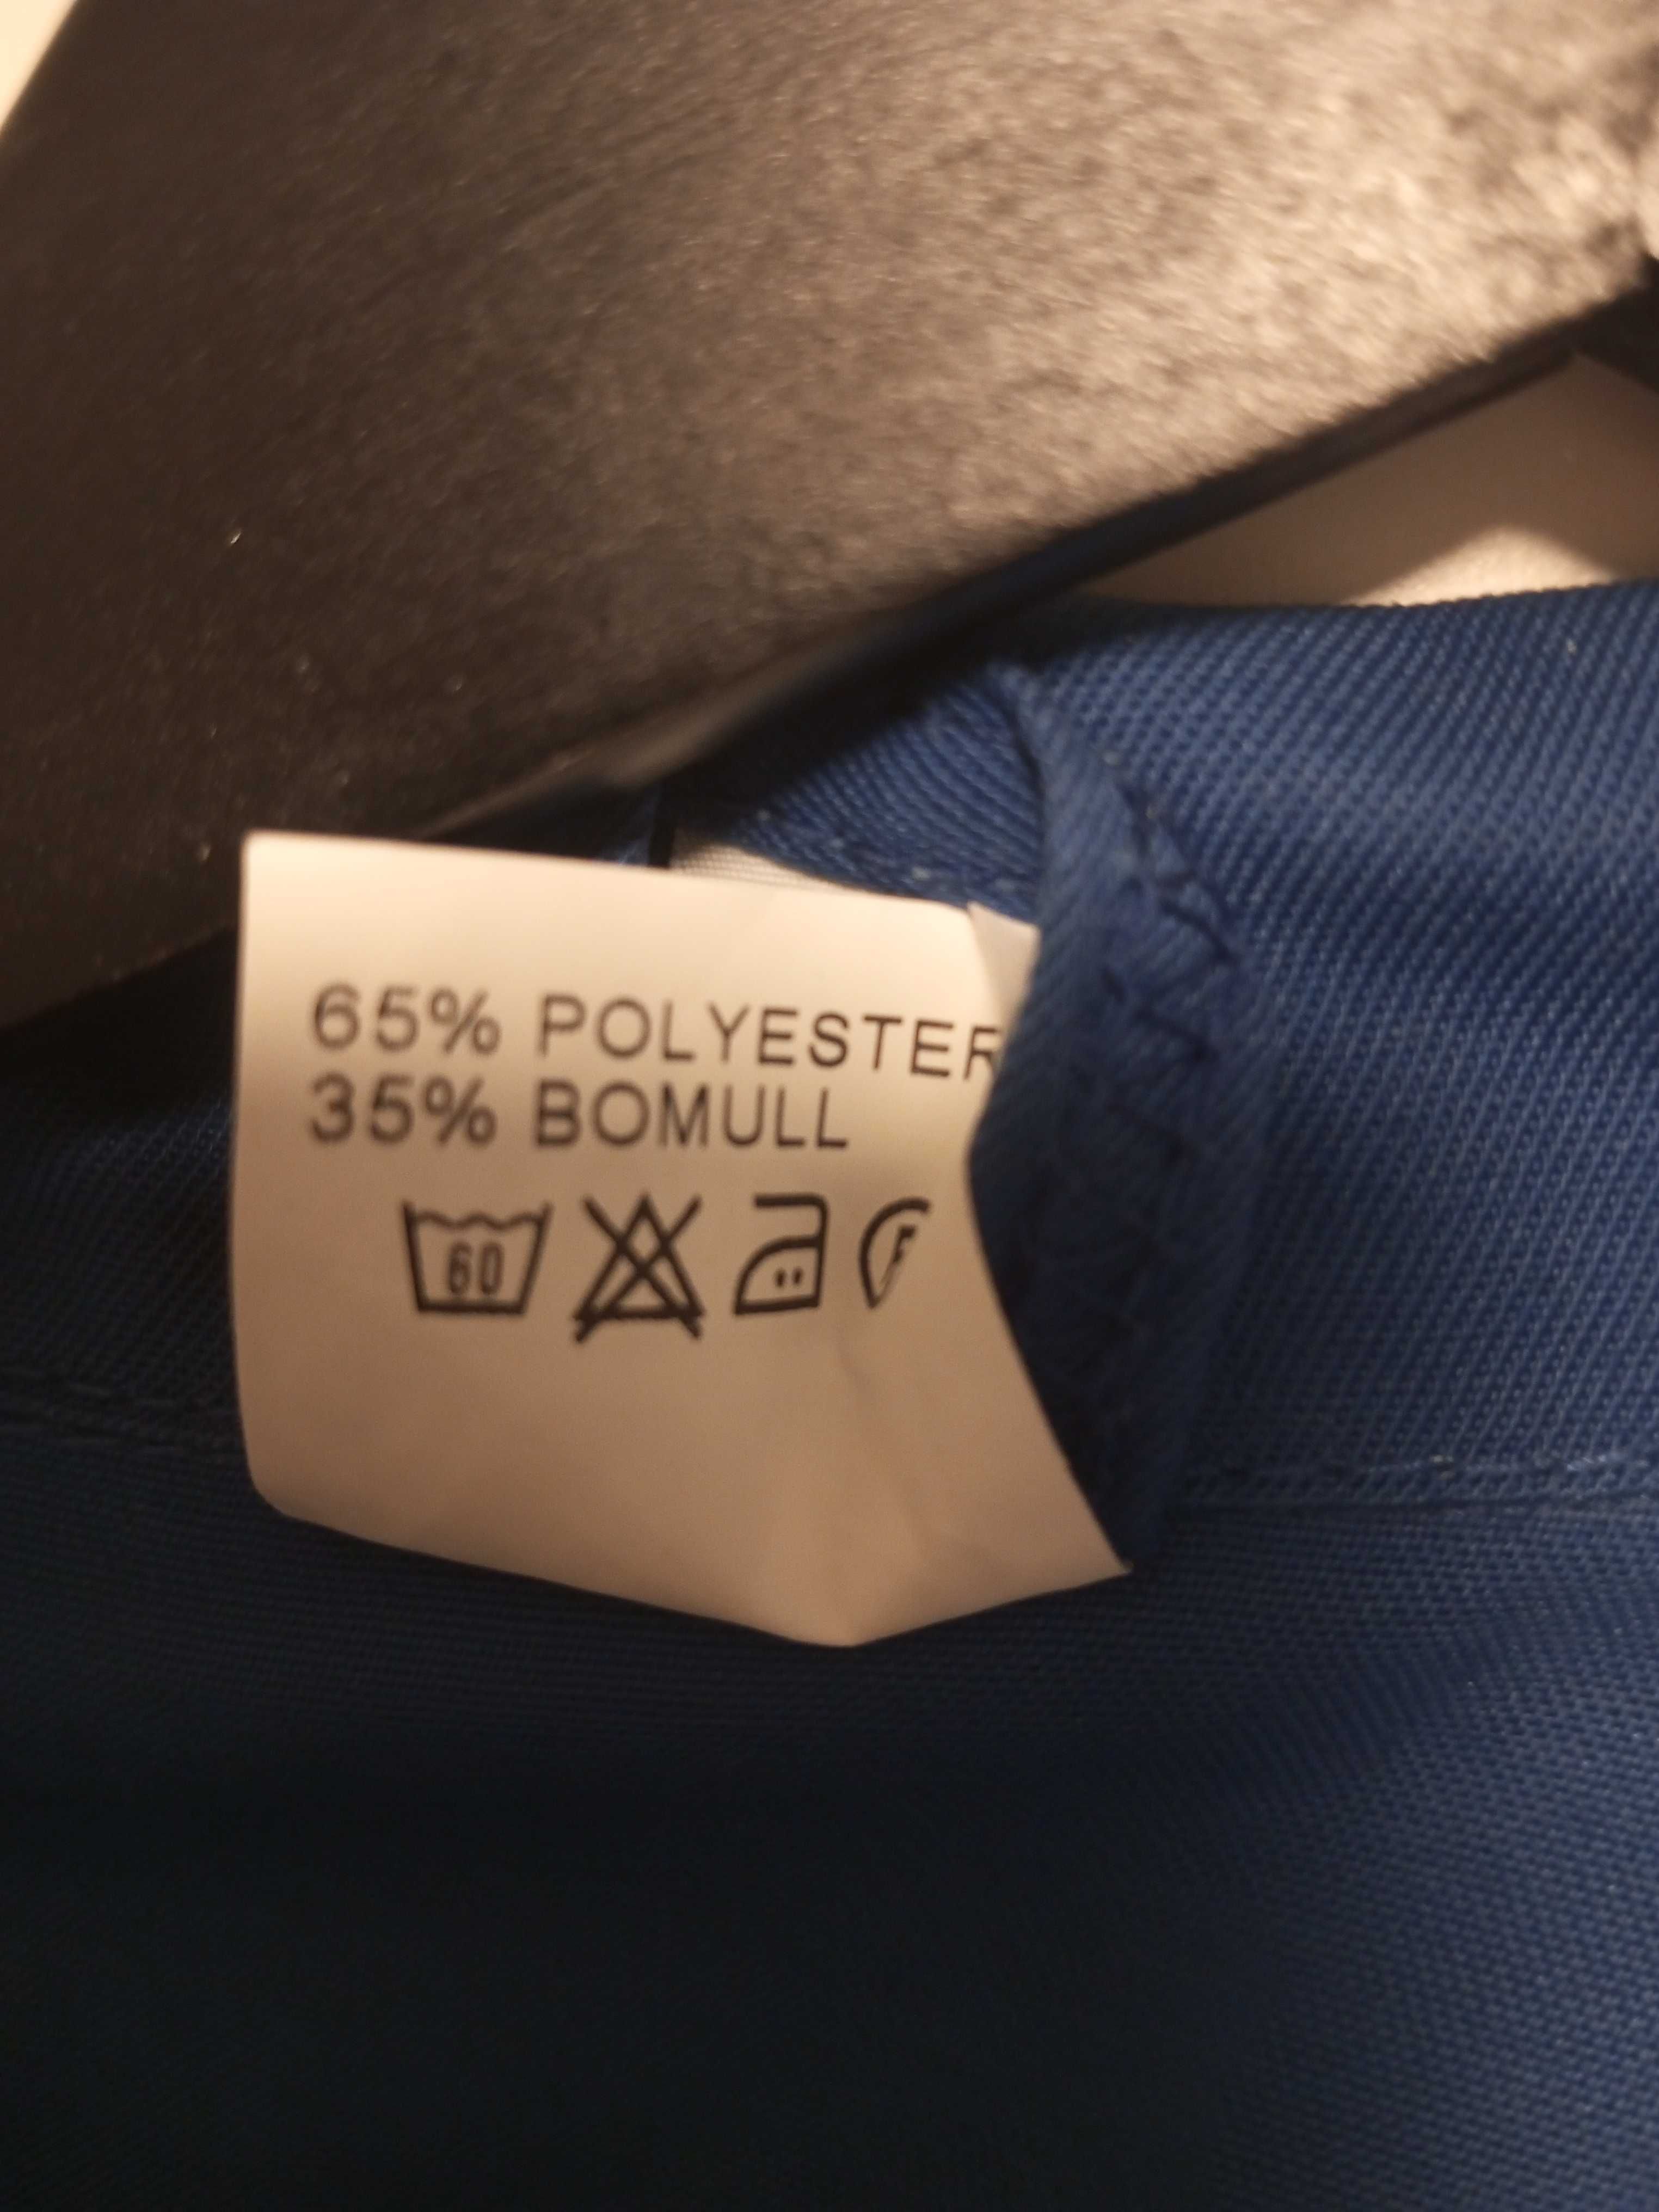 65% POLYESTER
35% BOMULL
60 F